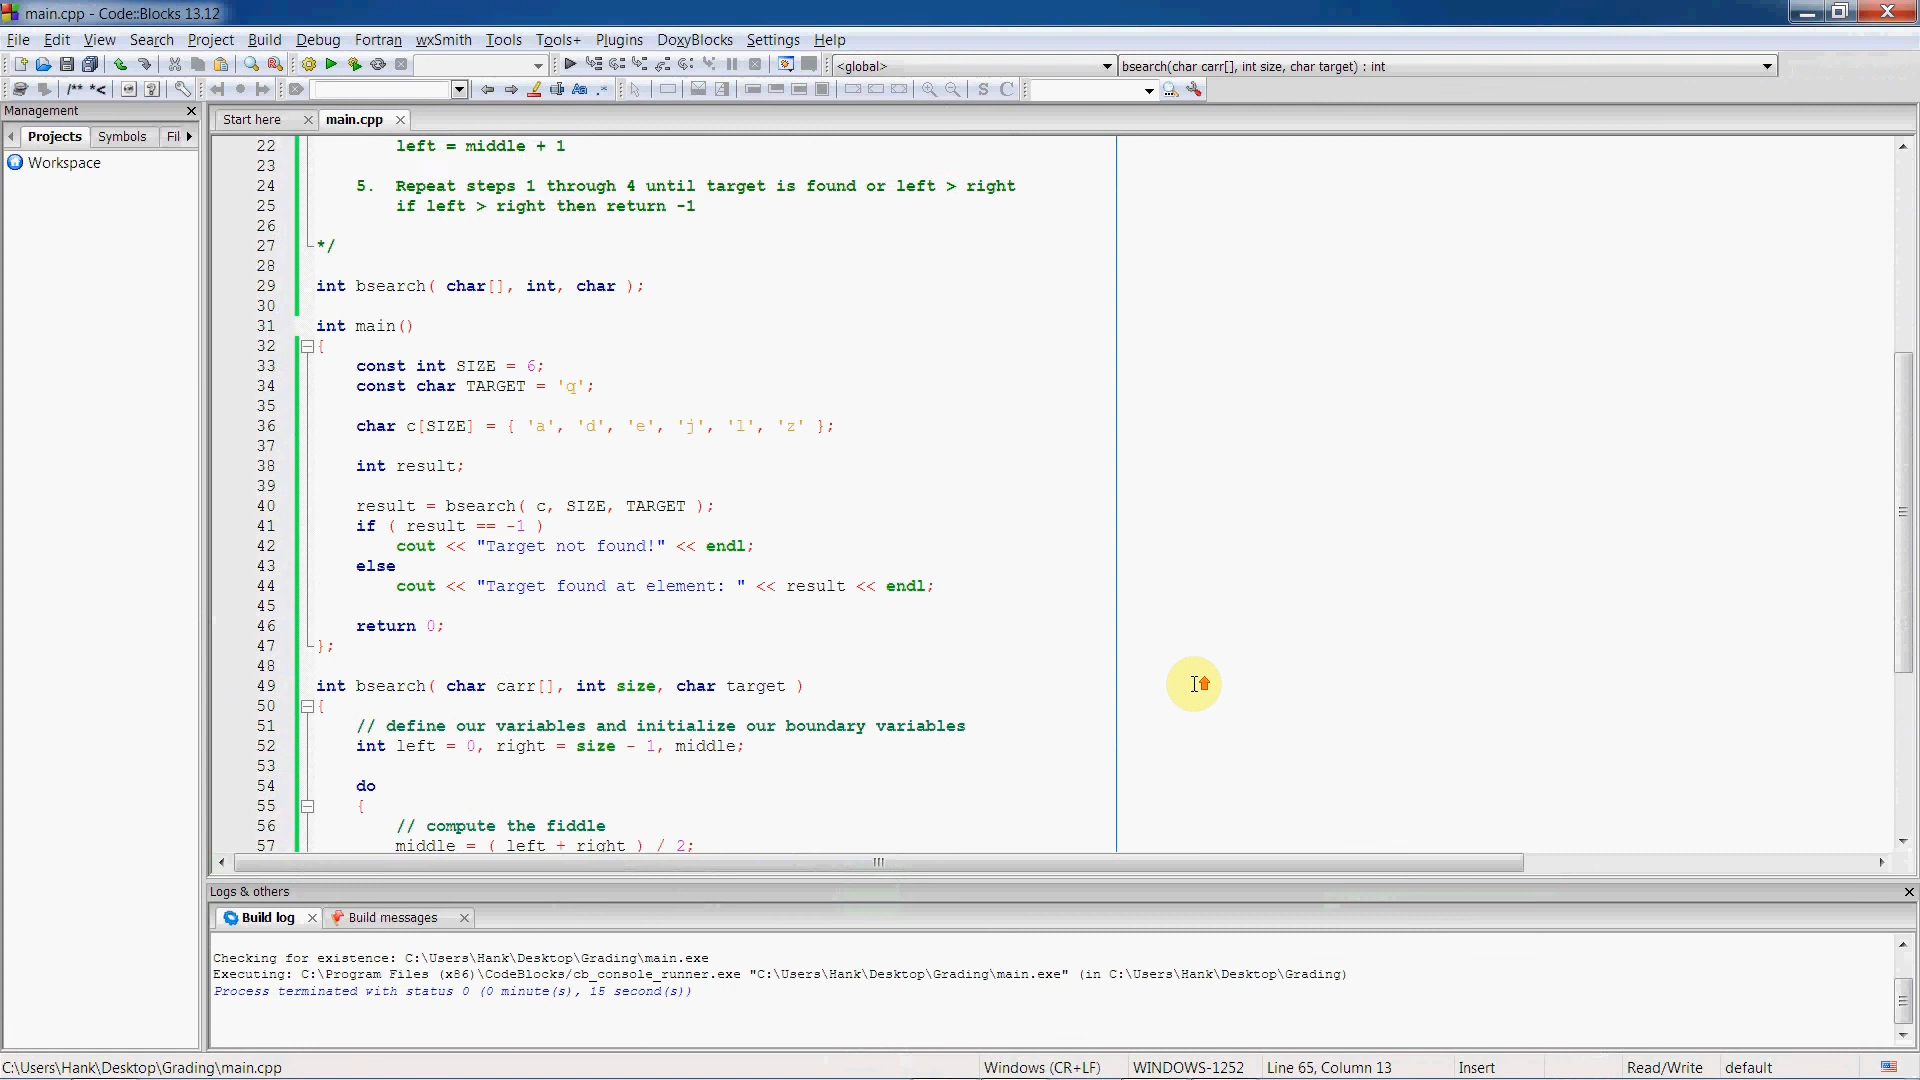 main.cpp - Code::Blocks 13.12
File Edit View Search Project Build Debug Fortran wxSmith Tools Tools+ Plugins DoxyBlocks Settings Help
<global> bsearch(char carr[], int size, char target) : int
/** *<
S C
Management
Projects Symbols Fil
Workspace
Start here main.cpp
22 left = middle + 1
23
24 5. Repeat steps 1 through 4 until target is found or left > right
25 if left > right then return -1
26
27 */
28
29 int bsearch( char[], int, char );
30
31 int main()
32 {
33 const int SIZE = 6;
34 const char TARGET = 'q';
35
36 char c[SIZE] = { 'a', 'd', 'e', 'j', 'l', 'z' };
37
38 int result;
39
40 result = bsearch( c, SIZE, TARGET );
41 if ( result == -1 )
42 cout << "Target not found!" << endl;
43 else
44 cout << "Target found at element: " << result << endl;
45
46 return 0;
47 };
48
49 int bsearch( char carr[], int size, char target )
50 {
51 // define our variables and initialize our boundary variables
52 int left = 0, right = size - 1, middle;
53
54 do
55 {
56 // compute the fiddle
57 middle = ( left + right ) / 2;
Logs & others
Build log Build messages
Checking for existence: C:\Users\Hank\Desktop\Grading\main.exe
Executing: C:\Program Files (x86)\CodeBlocks/cb_console_runner.exe "C:\Users\Hank\Desktop\Grading\main.exe" (in C:\Users\Hank\Desktop\Grading)
Process terminated with status 0 (0 minute(s), 15 second(s))
C:\Users\Hank\Desktop\Grading\main.cpp Windows (CR+LF) WINDOWS-1252 Line 65, Column 13 Insert Read/Write default